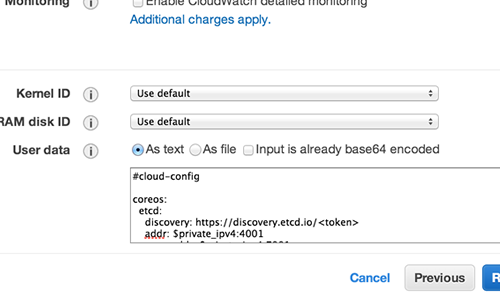 Monitoring i Enable CloudWatch detailed monitoring
Additional charges apply.
Kernel ID i Use default
RAM disk ID i Use default
User data i As text As file Input is already base64 encoded
#cloud-config
coreos:
etcd:
discovery: https://discovery.etcd.io/<token>
addr: $private_ipv4:4001
Cancel Previous R